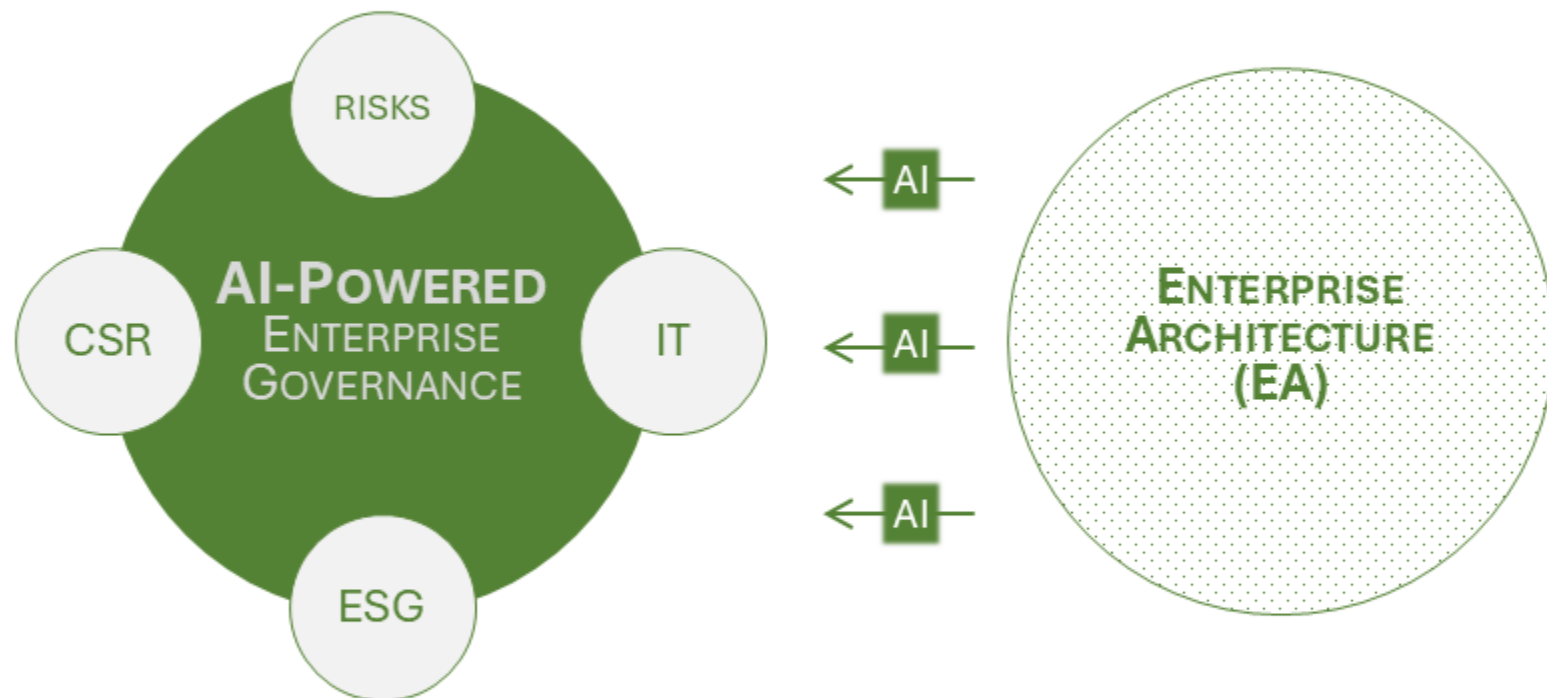 RISKS
CSR
AI-POWERED
ENTERPRISE
GOVERNANCE
IT
ESG
AI
AI
AI
ENTERPRISE
ARCHITECTURE
(EA)